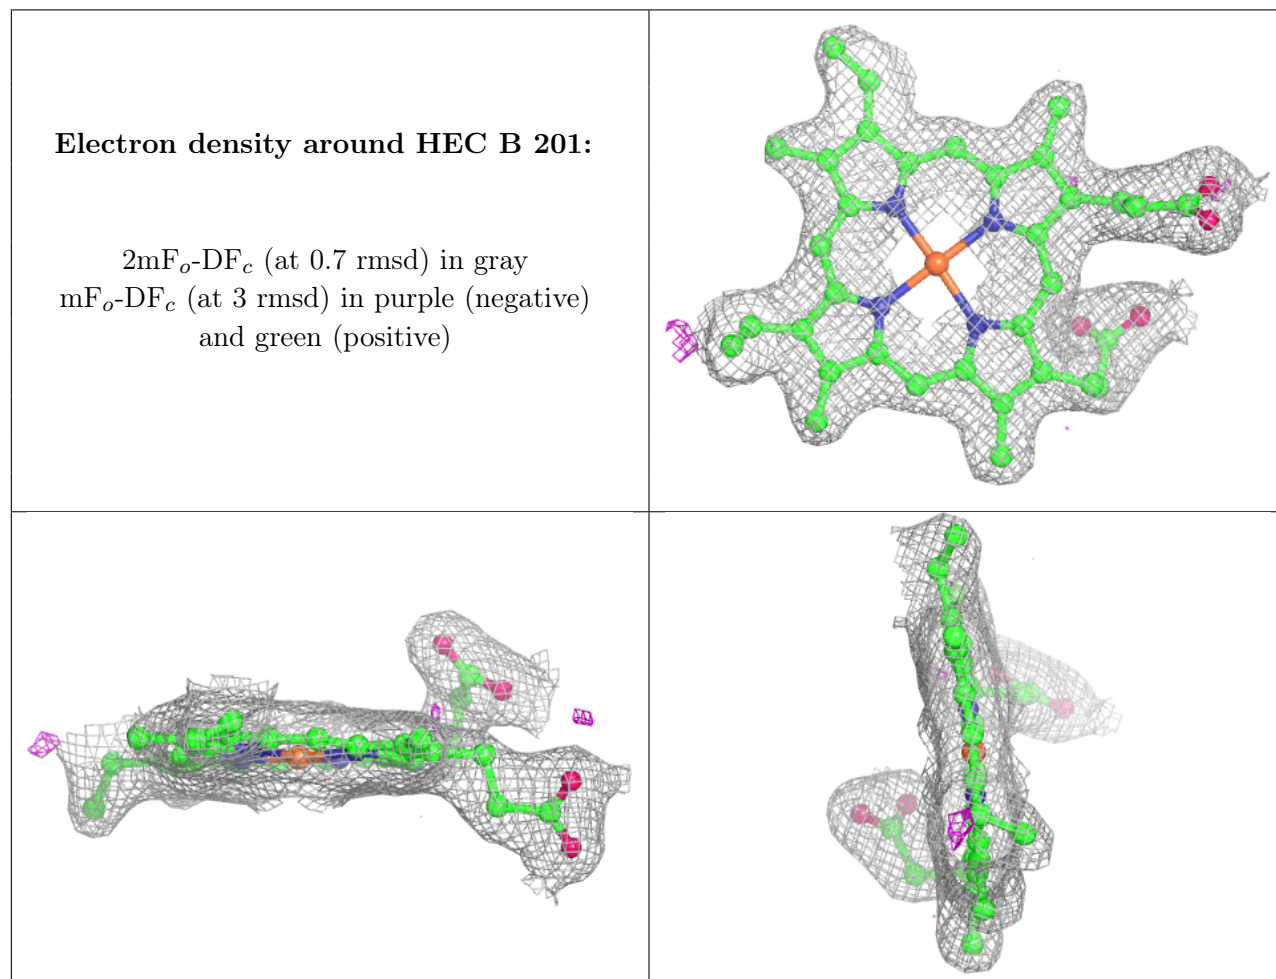 Electron density around HEC B 201:
2mFₒ-DF𝒸 (at 0.7 rmsd) in gray
mFₒ-DF𝒸 (at 3 rmsd) in purple (negative)
and green (positive)